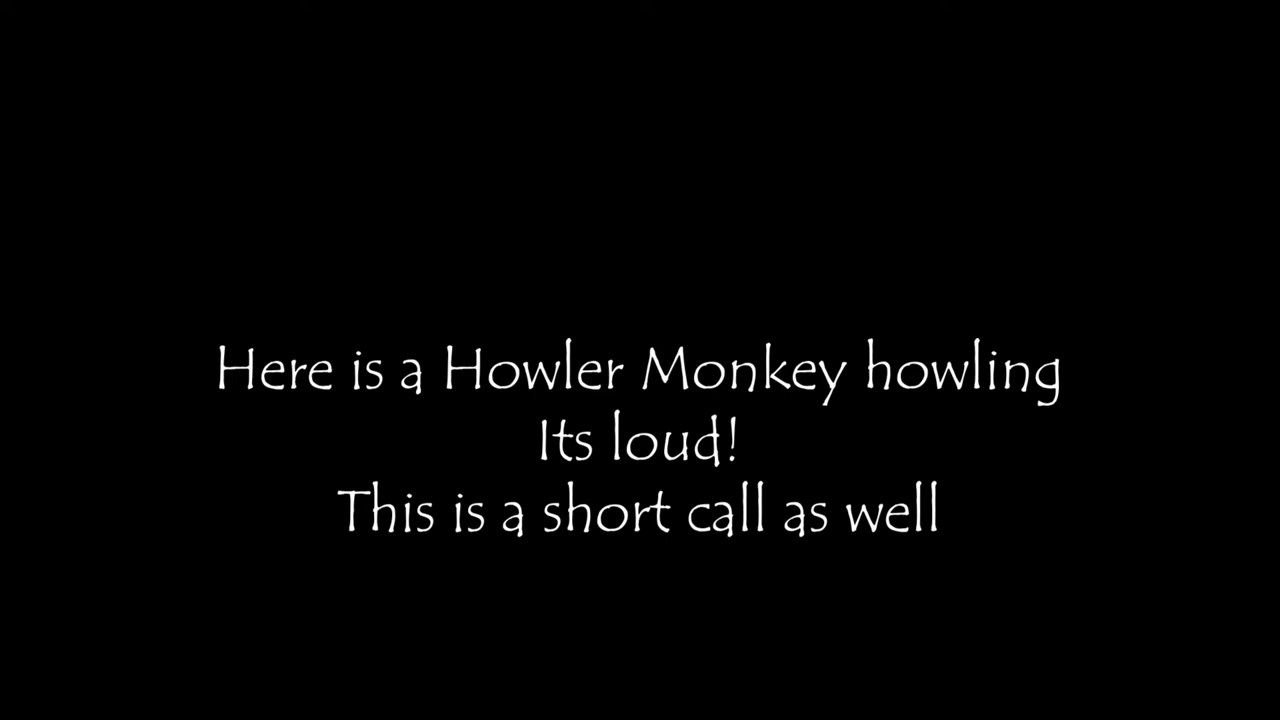 Here is a Howler Monkey howling
Its loud!
This is a short call as well